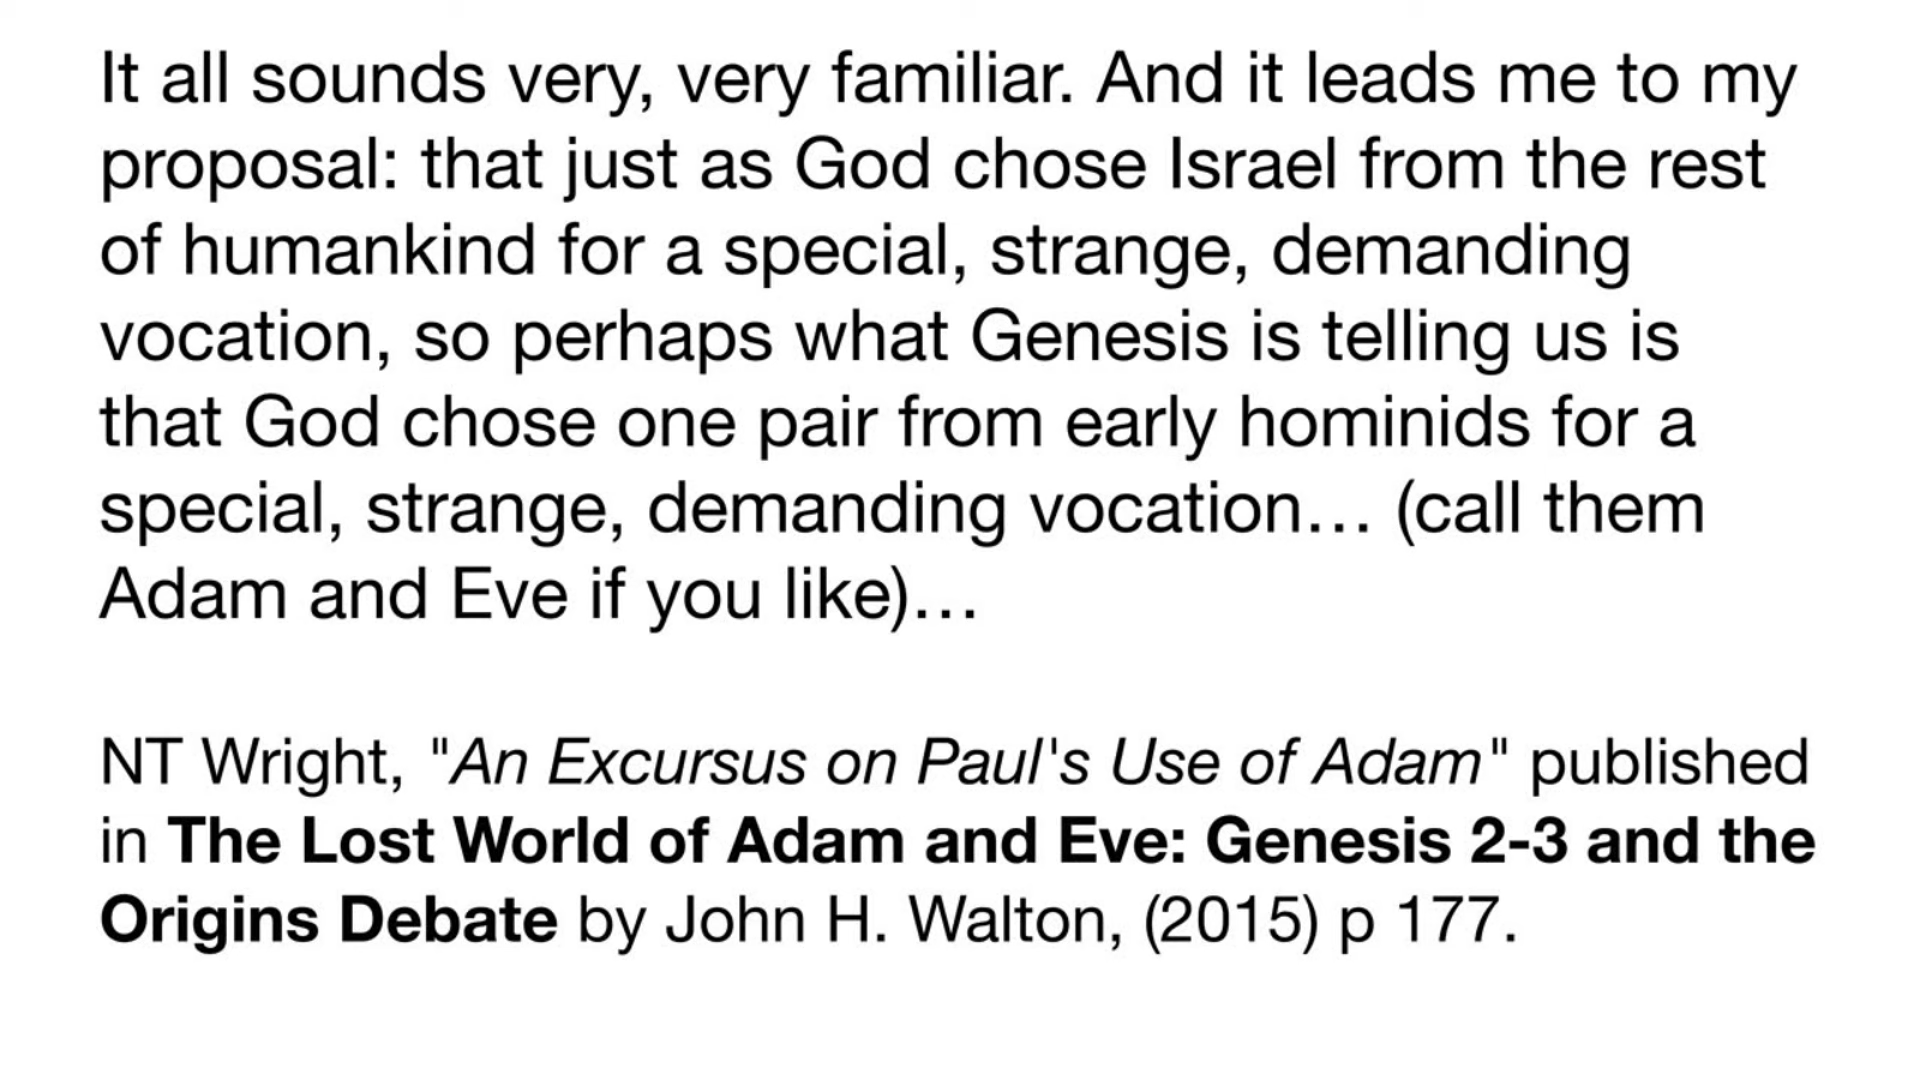 It all sounds very, very familiar. And it leads me to my
proposal: that just as God chose Israel from the rest
of humankind for a special, strange, demanding
vocation, so perhaps what Genesis is telling us is
that God chose one pair from early hominids for a
special, strange, demanding vocation… (call them
Adam and Eve if you like)…
NT Wright, "An Excursus on Paul's Use of Adam" published
in The Lost World of Adam and Eve: Genesis 2-3 and the
Origins Debate by John H. Walton, (2015) p 177.